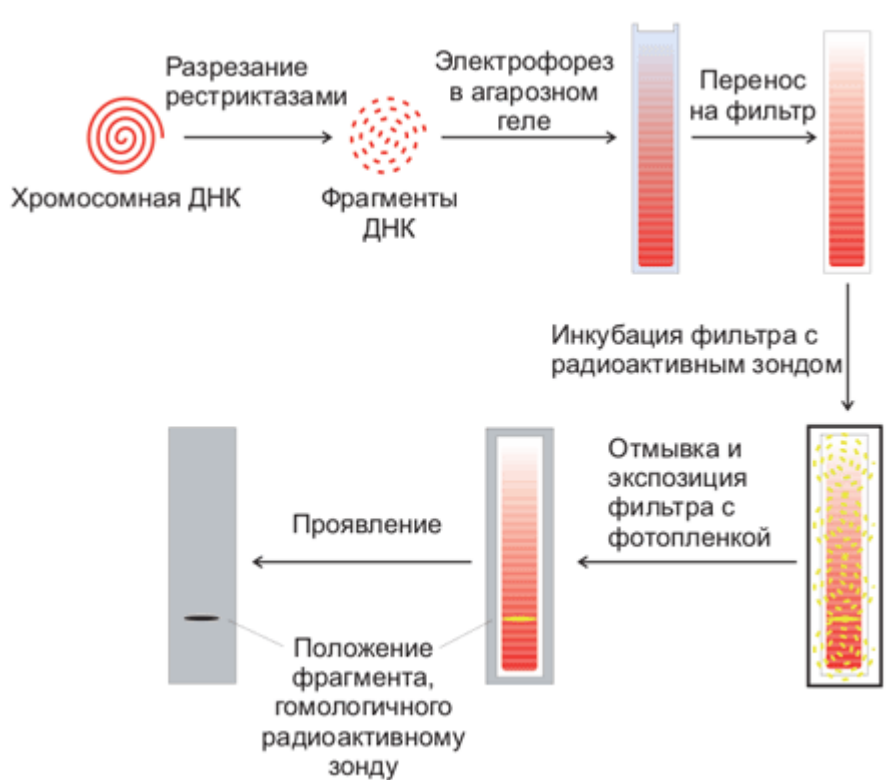 Разрезание
рестриктазами
Электрофорез
в агарозном
геле
Перенос
на фильтр
Хромосомная ДНК
Фрагменты
ДНК
Инкубация фильтра с
радиоактивным зондом
Отмывка и
экспозиция
фильтра с
фотопленкой
Проявление
Положение
фрагмента,
гомологичного
радиоактивному
зонду